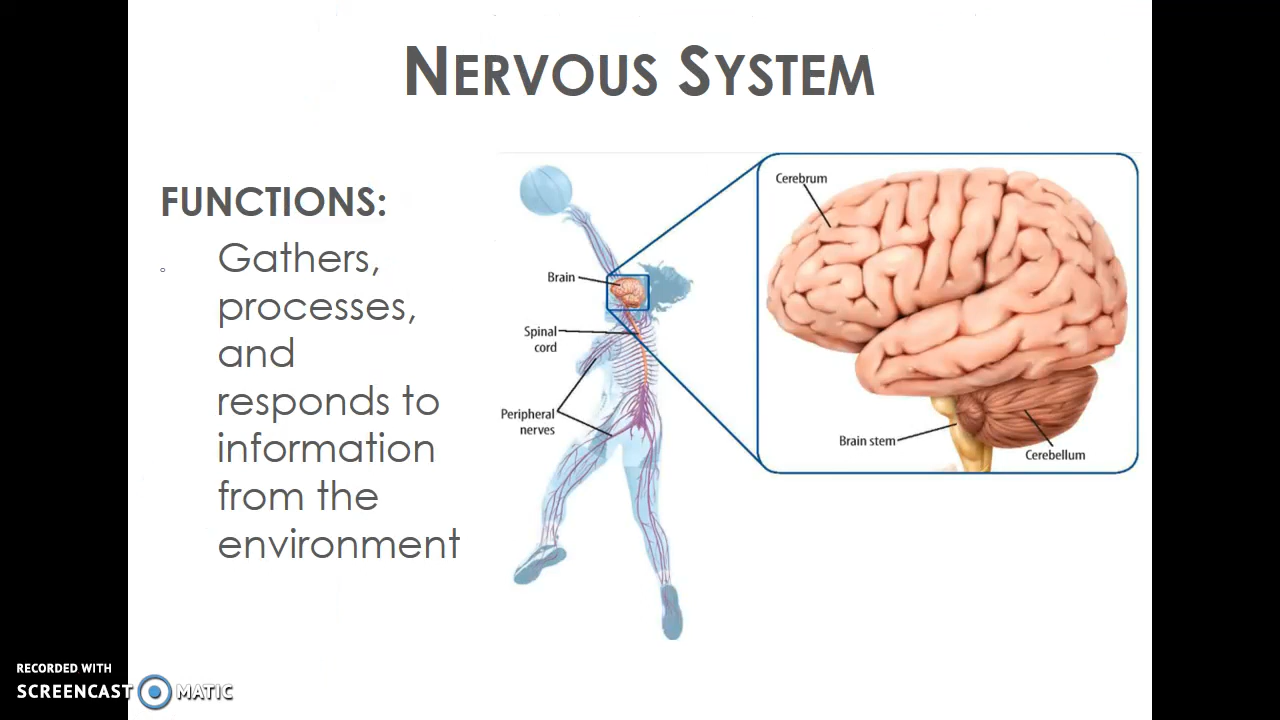 NERVOUS SYSTEM
FUNCTIONS:
Gathers,
processes,
and
responds to
information
from the
environment
Brain
Spinal
cord
Peripheral
nerves
Cerebrum
Brain stem
Cerebellum
RECORDED WITH
SCREENCAST MATIC